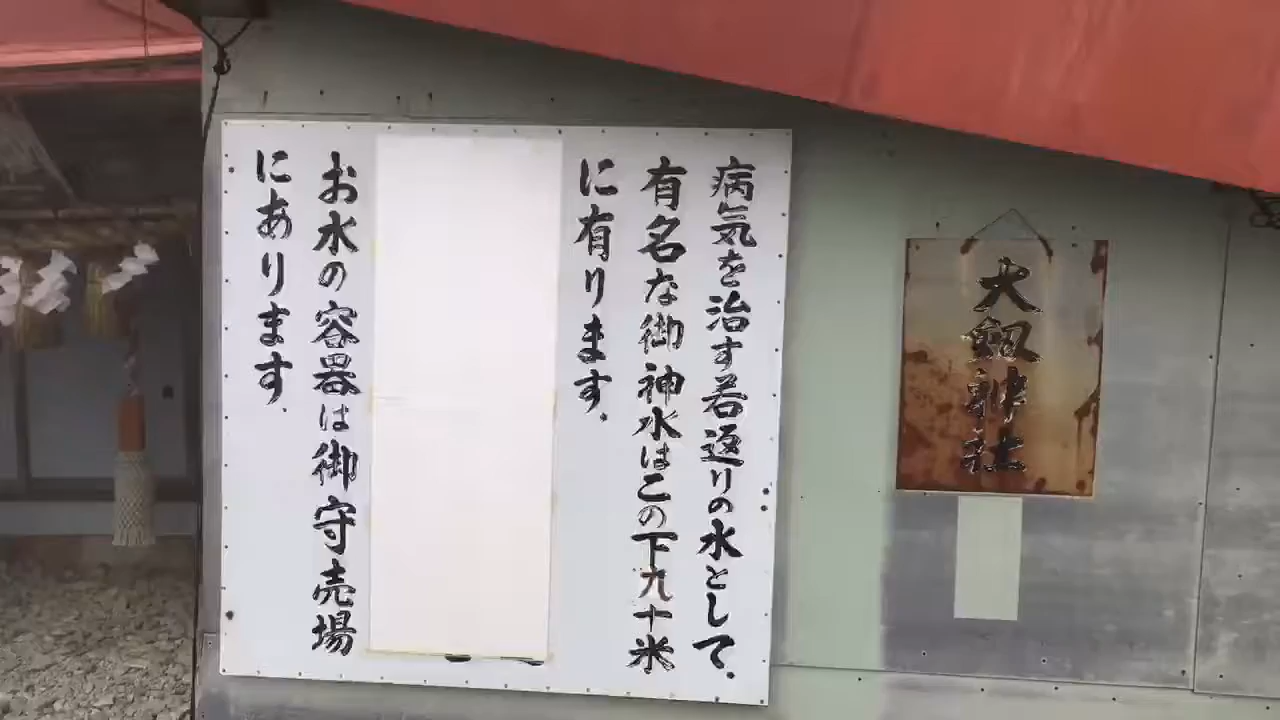 病気を治す若返りの水として、
有名な御神水はこの下九十米
に有ります。
お水の容器は御守売場
にあります。
大劔神社